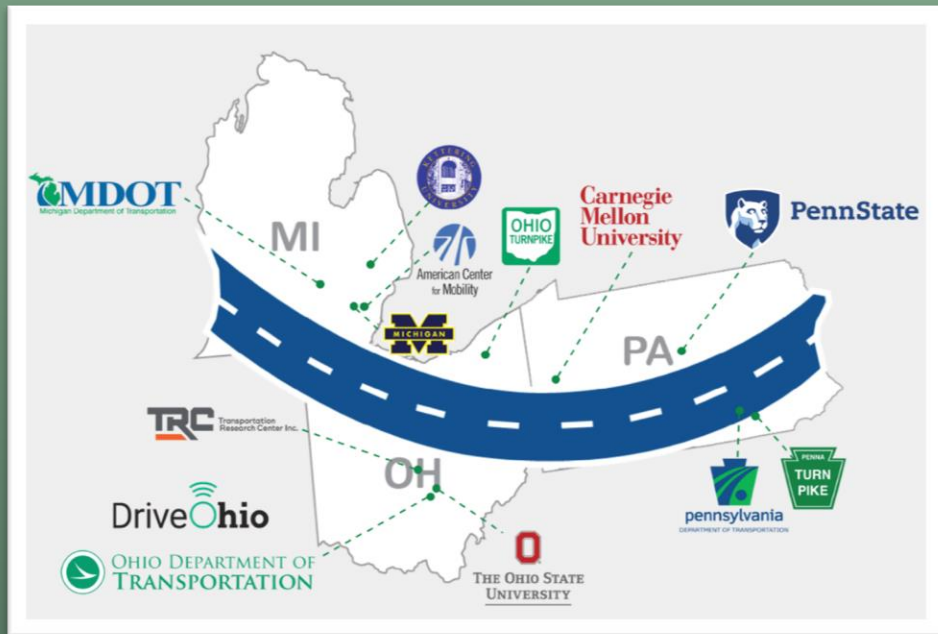 MDOT
Michigan Department of Transportation
MI
KETTERING
UNIVERSITY
American Center
for Mobility
MICHIGAN
OHIO
TURNPIKE
Carnegie
Mellon
University
PennState
PA
TRC Transportation
Research Center Inc.
OH
DriveOhio
OHIO DEPARTMENT OF
TRANSPORTATION
THE OHIO STATE
UNIVERSITY
pennsylvania
DEPARTMENT OF TRANSPORTATION
PENNA
TURN
PIKE